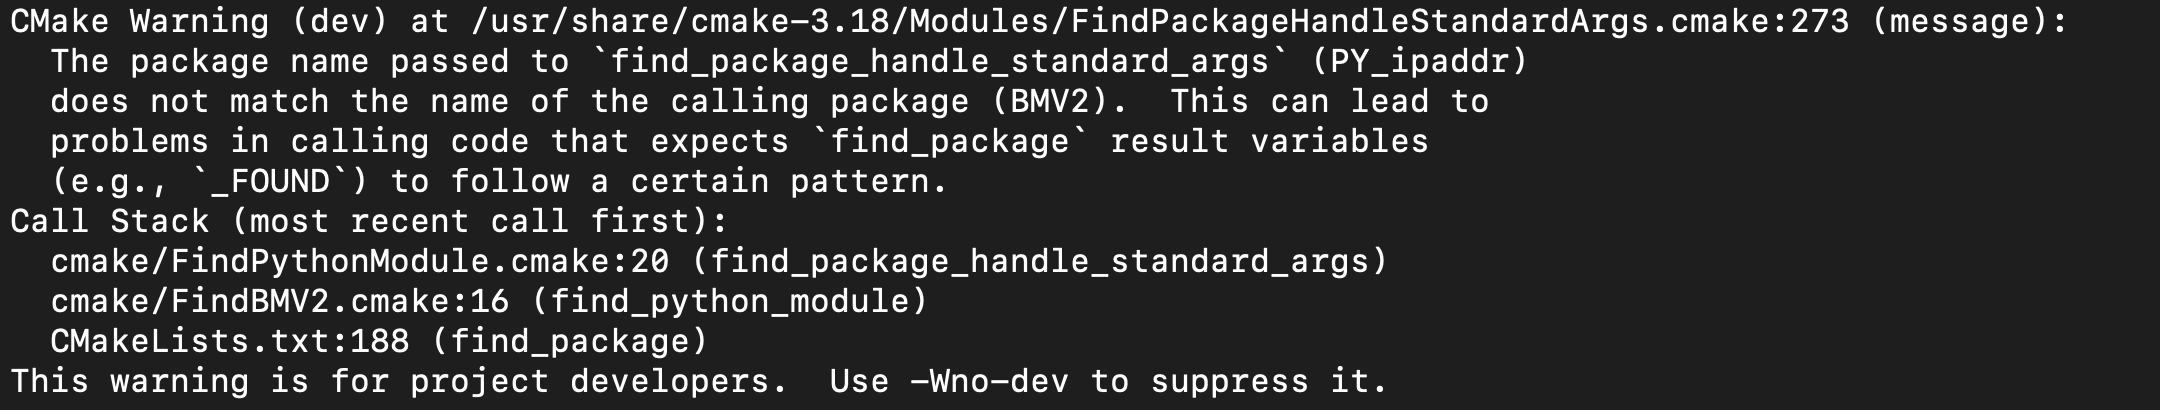 CMake Warning (dev) at /usr/share/cmake-3.18/Modules/FindPackageHandleStandardArgs.cmake:273 (message):
  The package name passed to `find_package_handle_standard_args` (PY_ipaddr)
  does not match the name of the calling package (BMV2).  This can lead to
  problems in calling code that expects `find_package` result variables
  (e.g., `_FOUND`) to follow a certain pattern.
Call Stack (most recent call first):
  cmake/FindPythonModule.cmake:20 (find_package_handle_standard_args)
  cmake/FindBMV2.cmake:16 (find_python_module)
  CMakeLists.txt:188 (find_package)
This warning is for project developers.  Use -Wno-dev to suppress it.